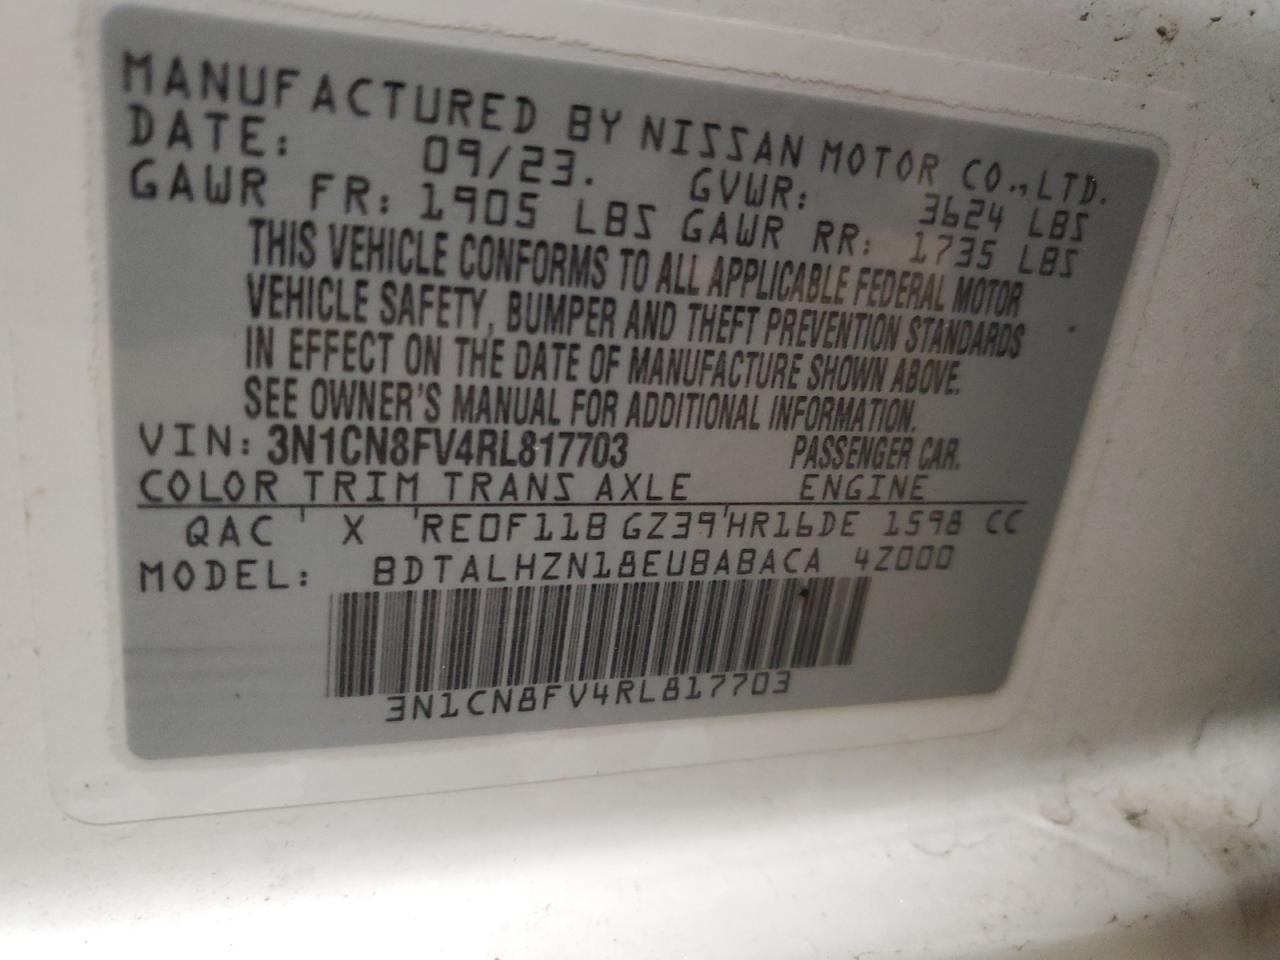 MANUFACTURED BY NISSAN MOTOR CO., LTD.
DATE: 09/23. GVWR: 3624 LBS
GAWR FR: 1905 LBS GAWR RR: 1735 LBS
THIS VEHICLE CONFORMS TO ALL APPLICABLE FEDERAL MOTOR
VEHICLE SAFETY, BUMPER AND THEFT PREVENTION STANDARDS
IN EFFECT ON THE DATE OF MANUFACTURE SHOWN ABOVE.
SEE OWNER'S MANUAL FOR ADDITIONAL INFORMATION.
VIN: 3N1CN8FV4RL817703 PASSENGER CAR.
COLOR TRIM TRANS AXLE ENGINE
QAC ' X ' RE0F11B GZ39 ' HR16DE 1598 CC
MODEL: BDTALHZN18EUBABACA 4Z000
3N1CN8FV4RL817703